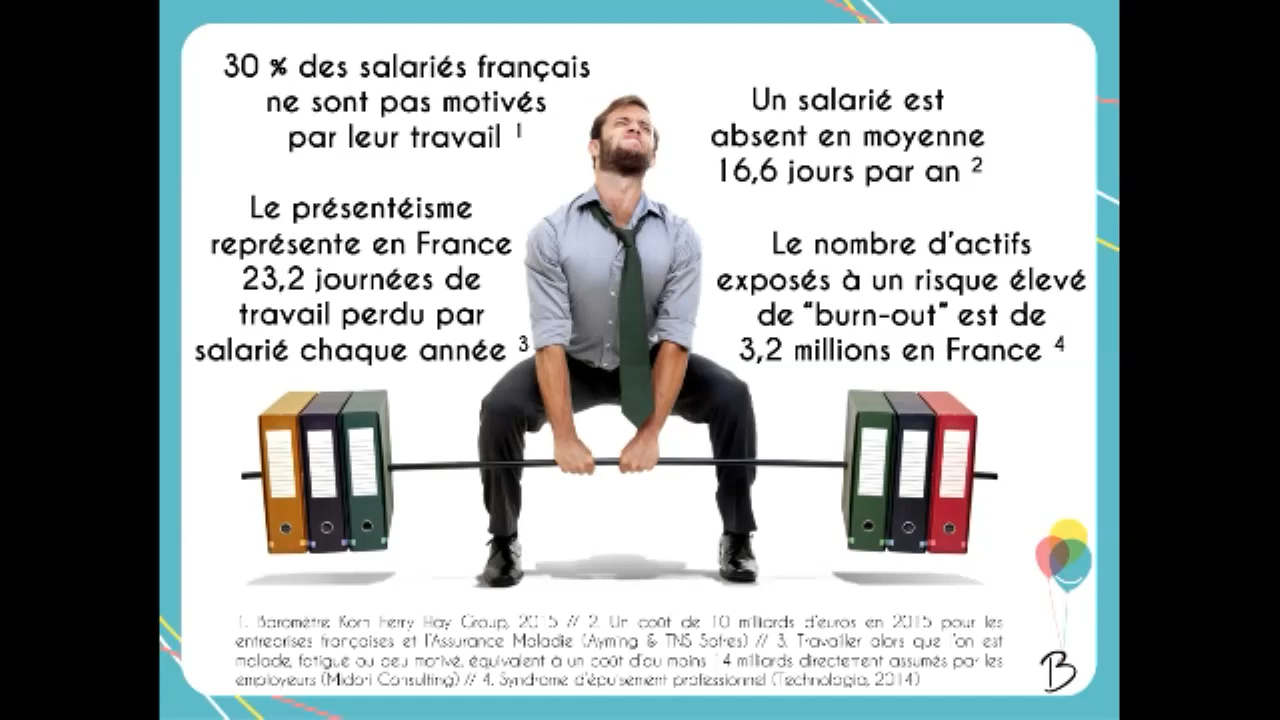 30 % des salariés français
ne sont pas motivés
par leur travail 1
Un salarié est
absent en moyenne
16,6 jours par an 2
Le présentéisme
représente en France
23,2 journées de
travail perdu par
salarié chaque année 3
Le nombre d'actifs
exposés à un risque élevé
de "burn-out" est de
3,2 millions en France 4
1. Baromètre Korn Ferry Hay Group, 2015 // 2. Un coût de 10 milliards d'euros en 2015 pour les
entreprises françaises et l'Assurance Maladie (Ayming & TNS Sofres) // 3. Travailler alors que l'on est
malade, fatigué ou peu motivé, équivalent à un coût d'au moins 14 milliards directement assumés par les
employeurs (Midori Consulting) // 4. Syndrome d'épuisement professionnel (Technologia, 2014)
B